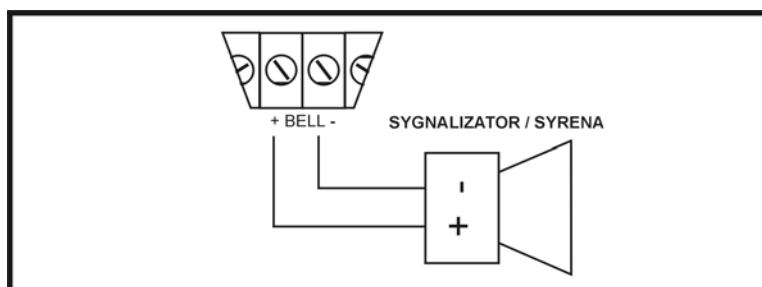 + BELL -
SYGNALIZATOR / SYRENA
-
+